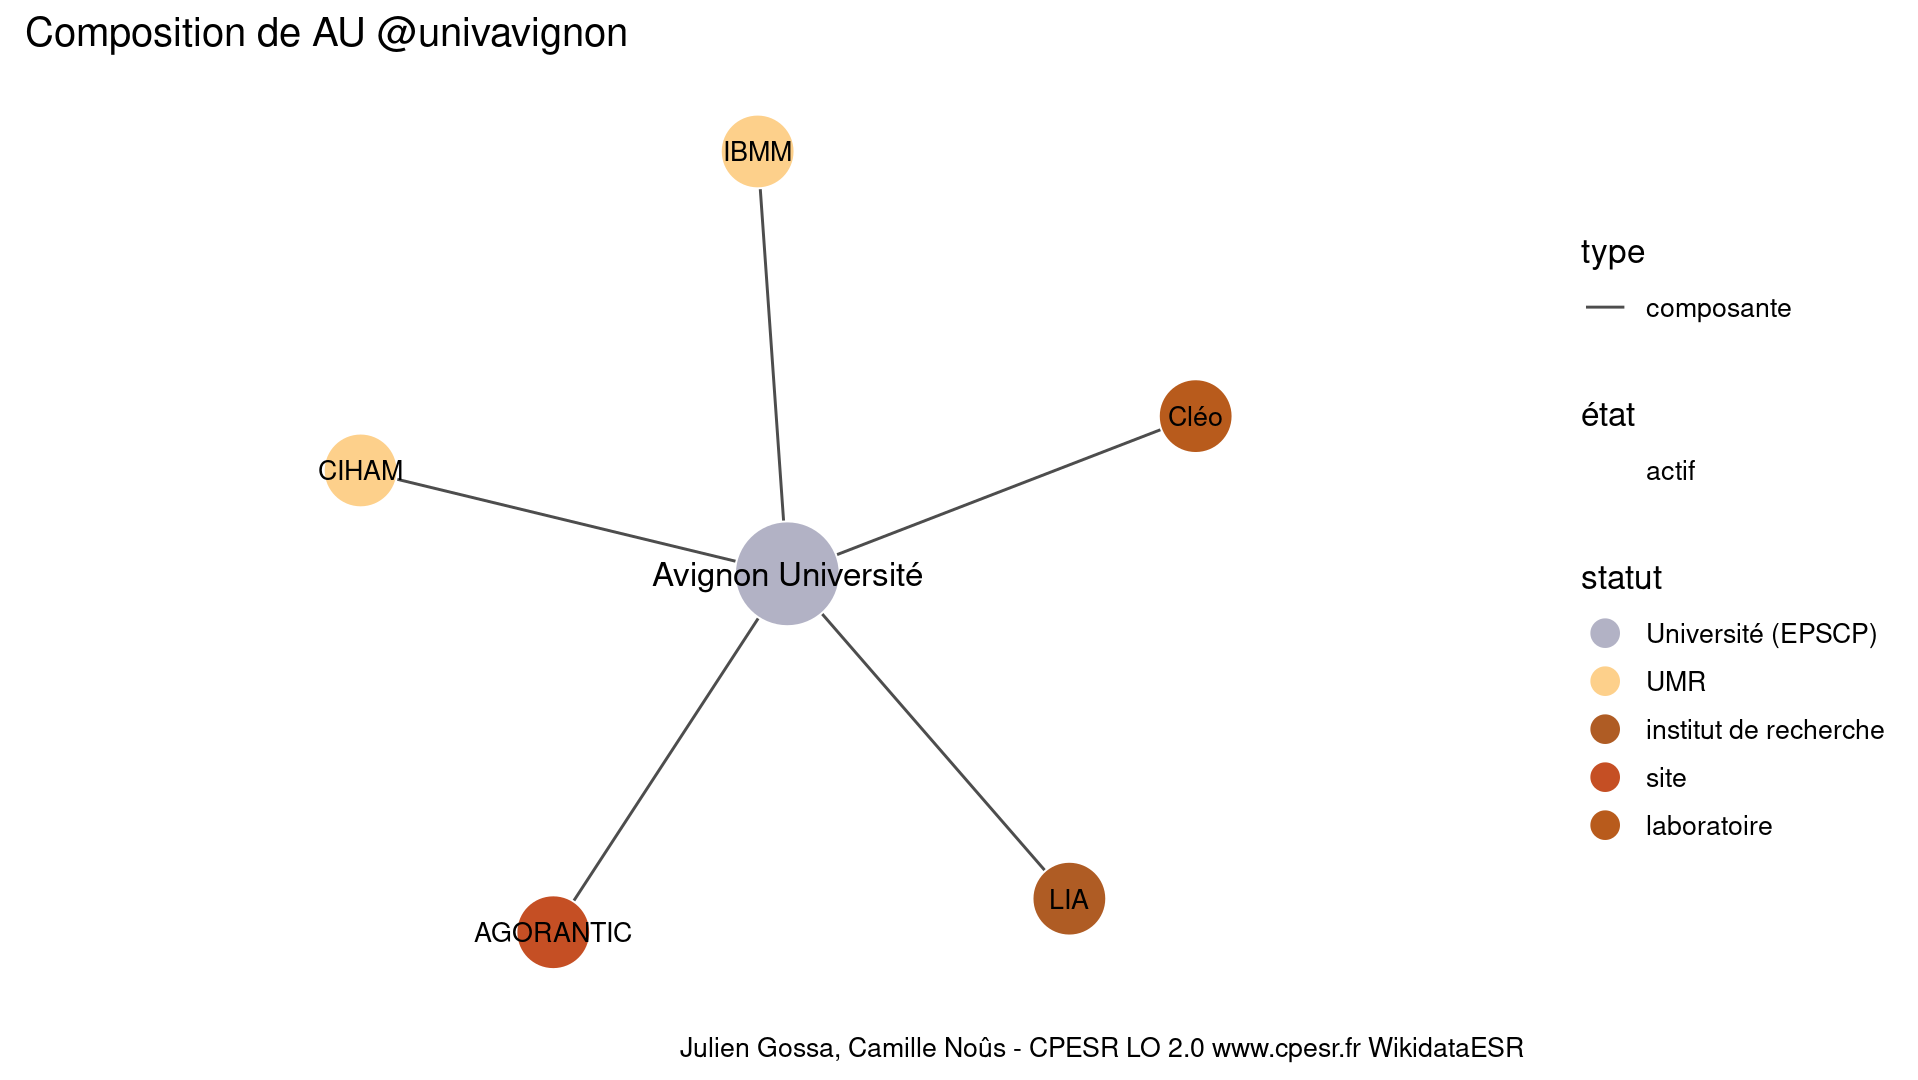 Composition de AU @univavignon
IBMM
Cléo
CIHAM
Avignon Université
LIA
AGORANTIC
type
composante
état
actif
statut
Université (EPSCP)
UMR
institut de recherche
site
laboratoire
Julien Gossa, Camille Noûs - CPESR LO 2.0 www.cpesr.fr WikidataESR